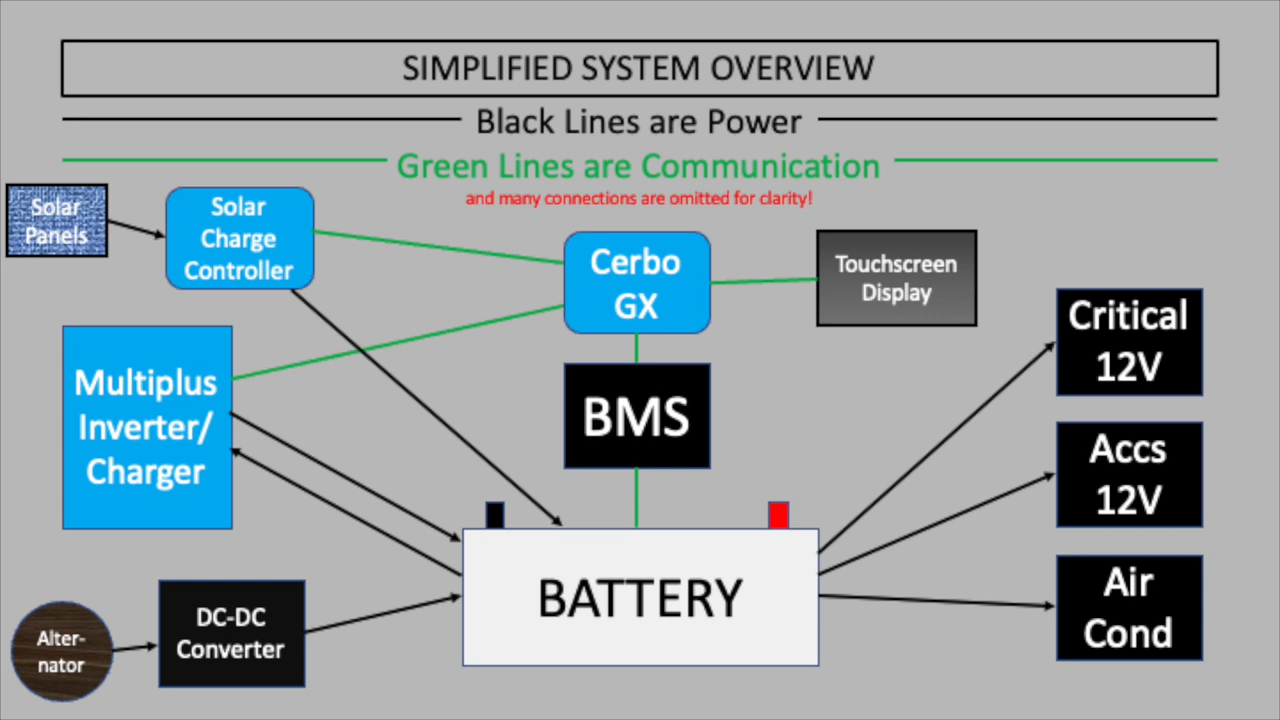 SIMPLIFIED SYSTEM OVERVIEW
Black Lines are Power
Green Lines are Communication
and many connections are omitted for clarity!
Solar
Panels
Solar
Charge
Controller
Cerbo
GX
Touchscreen
Display
Critical
12V
Multiplus
Inverter/
Charger
BMS
Accs
12V
BATTERY
Air
Cond
DC-DC
Converter
Alter-
nator